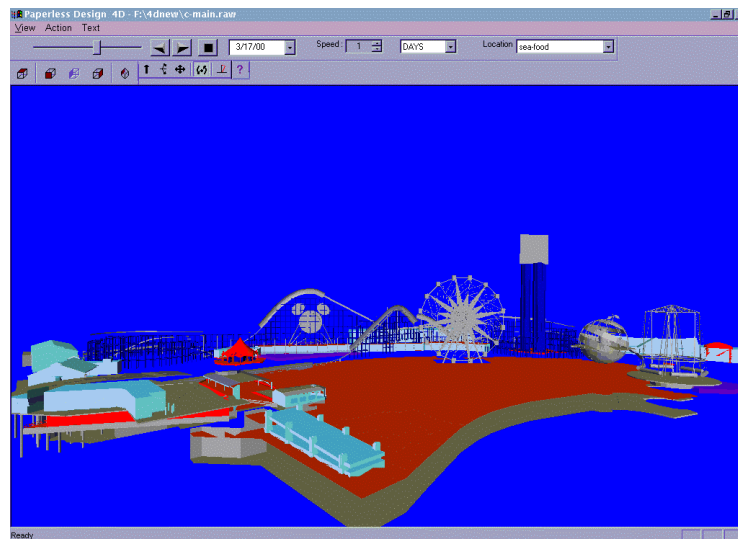 Paperless Design 4D - F:\4dnew\c-main.raw
View Action Text
3/17/00 Speed: 1 DAYS Location sea-food
?
Ready